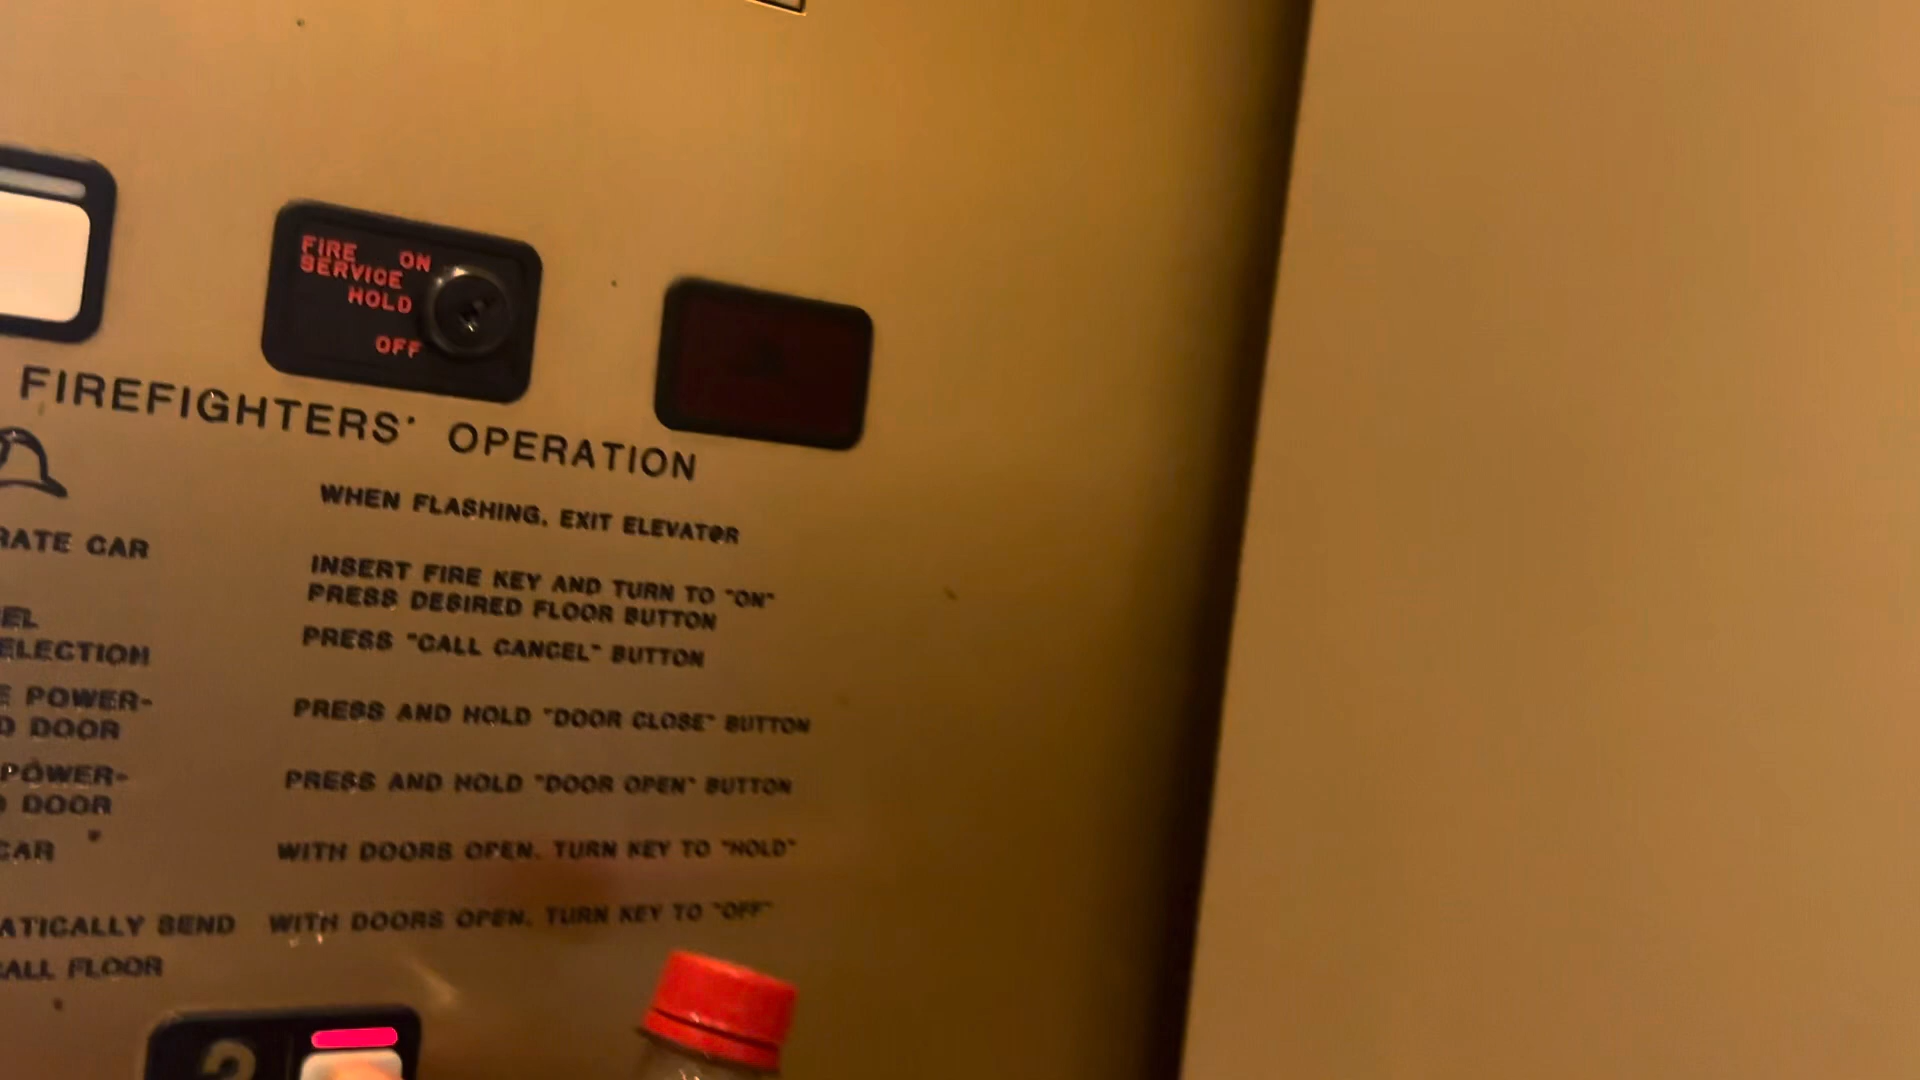 FIRE ON
SERVICE
HOLD
OFF
FIREFIGHTERS' OPERATION
WHEN FLASHING, EXIT ELEVATOR
RATE CAR
INSERT FIRE KEY AND TURN TO "ON"
PRESS DESIRED FLOOR BUTTON
EL
ELECTION
PRESS "CALL CANCEL" BUTTON
E POWER-
D DOOR
PRESS AND HOLD "DOOR CLOSE" BUTTON
POWER-
DOOR
PRESS AND HOLD "DOOR OPEN" BUTTON
CAR
WITH DOORS OPEN, TURN KEY TO "HOLD"
ATICALLY SEND
WITH DOORS OPEN, TURN KEY TO "OFF"
ALL FLOOR
2